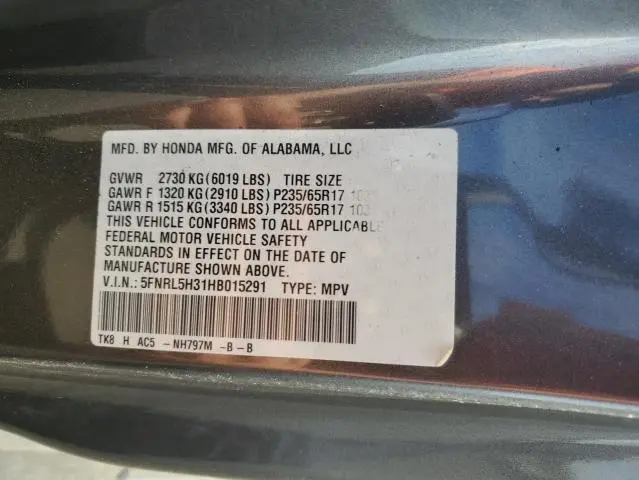 MFD. BY HONDA MFG. OF ALABAMA, LLC
GVWR 2730 KG (6019 LBS) TIRE SIZE
GAWR F 1320 KG (2910 LBS) P235/65R17
GAWR R 1515 KG (3340 LBS) P235/65R17
THIS VEHICLE CONFORMS TO ALL APPLICABLE
FEDERAL MOTOR VEHICLE SAFETY
STANDARDS IN EFFECT ON THE DATE OF
MANUFACTURE SHOWN ABOVE.
V.I.N.: 5FNRL5H31HB015291 TYPE: MPV
TK8 H AC5 -NH797M -B-B